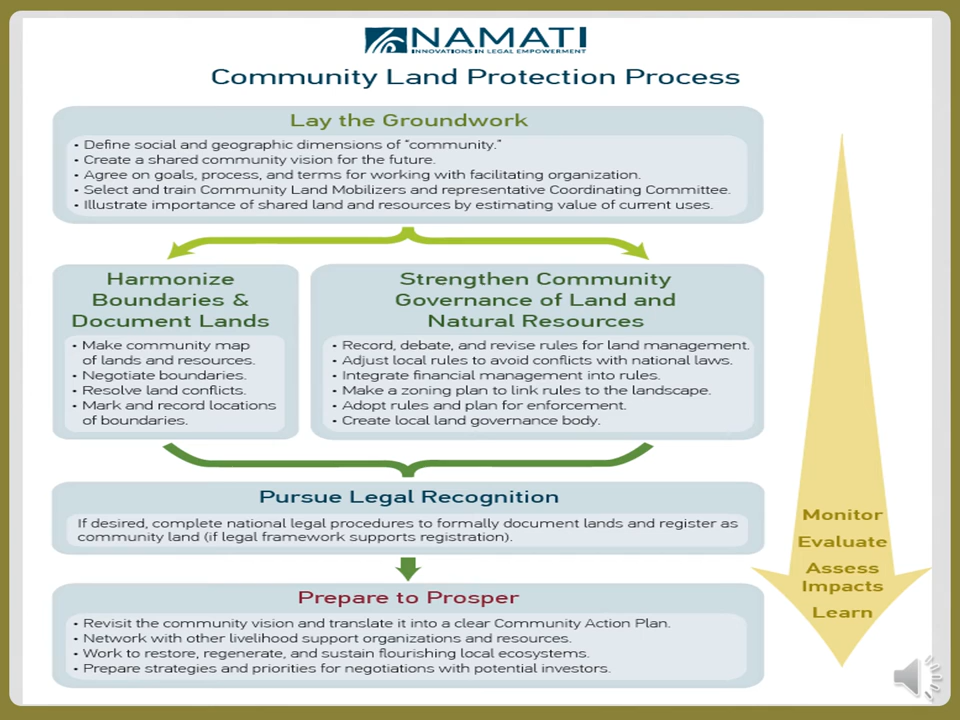 NAMATI
INNOVATIONS IN LEGAL EMPOWERMENT
Community Land Protection Process
Lay the Groundwork
• Define social and geographic dimensions of "community."
• Create a shared community vision for the future.
• Agree on goals, process, and terms for working with facilitating organization.
• Select and train Community Land Mobilizers and representative Coordinating Committee.
• Illustrate importance of shared land and resources by estimating value of current uses.
Harmonize
Boundaries &
Document Lands
• Make community map
of lands and resources.
• Negotiate boundaries.
• Resolve land conflicts.
• Mark and record locations
of boundaries.
Strengthen Community
Governance of Land and
Natural Resources
• Record, debate, and revise rules for land management.
• Adjust local rules to avoid conflicts with national laws.
• Integrate financial management into rules.
• Make a zoning plan to link rules to the landscape.
• Adopt rules and plan for enforcement.
• Create local land governance body.
Pursue Legal Recognition
If desired, complete national legal procedures to formally document lands and register as
community land (if legal framework supports registration).
Prepare to Prosper
• Revisit the community vision and translate it into a clear Community Action Plan.
• Network with other livelihood support organizations and resources.
• Work to restore, regenerate, and sustain flourishing local ecosystems.
• Prepare strategies and priorities for negotiations with potential investors.
Monitor
Evaluate
Assess
Impacts
Learn